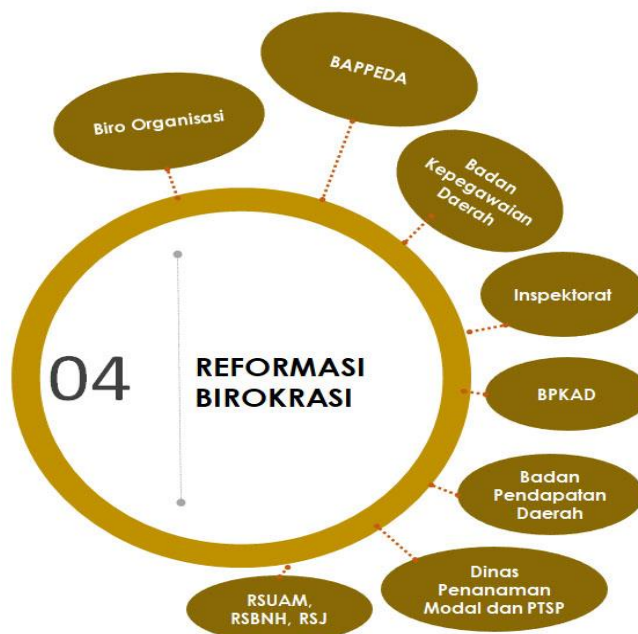 BAPPEDA
Biro Organisasi
Badan
Kepegawaian
Daerah
Inspektorat
04
REFORMASI
BIROKRASI
BPKAD
Badan
Pendapatan
Daerah
Dinas
Penanaman
Modal dan PTSP
RSUAM,
RSBNH, RSJ